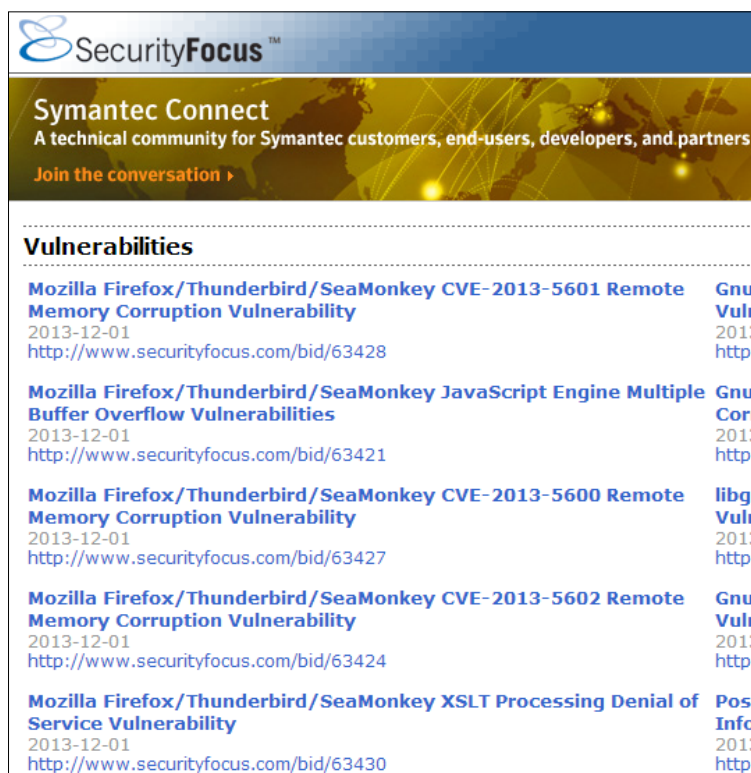 SecurityFocus™
Symantec Connect
A technical community for Symantec customers, end-users, developers, and partners
Join the conversation ▸
Vulnerabilities
Mozilla Firefox/Thunderbird/SeaMonkey CVE-2013-5601 Remote
Memory Corruption Vulnerability
2013-12-01
http://www.securityfocus.com/bid/63428
Mozilla Firefox/Thunderbird/SeaMonkey JavaScript Engine Multiple
Buffer Overflow Vulnerabilities
2013-12-01
http://www.securityfocus.com/bid/63421
Mozilla Firefox/Thunderbird/SeaMonkey CVE-2013-5600 Remote
Memory Corruption Vulnerability
2013-12-01
http://www.securityfocus.com/bid/63427
Mozilla Firefox/Thunderbird/SeaMonkey CVE-2013-5602 Remote
Memory Corruption Vulnerability
2013-12-01
http://www.securityfocus.com/bid/63424
Mozilla Firefox/Thunderbird/SeaMonkey XSLT Processing Denial of
Service Vulnerability
2013-12-01
http://www.securityfocus.com/bid/63430